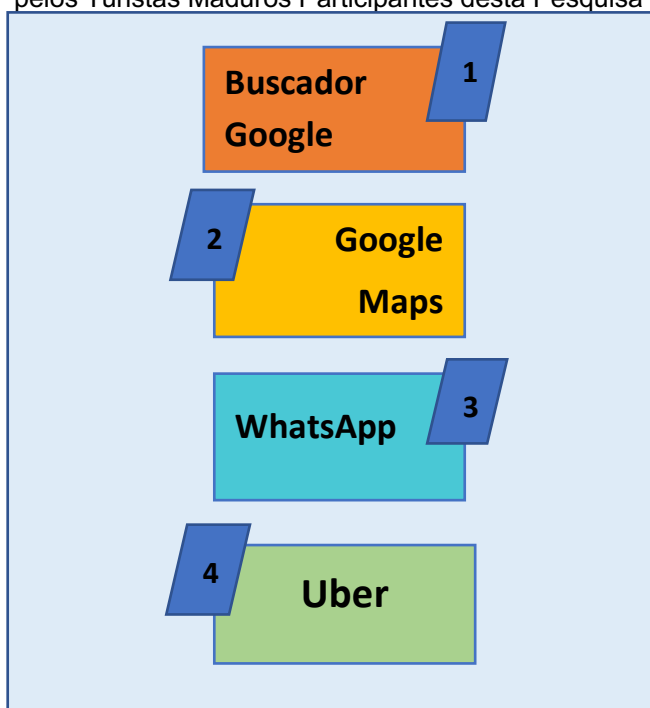 pelos Turistas Maduros Participantes desta Pesquisa
Buscador
Google
1
2
Google
Maps
WhatsApp
3
4
Uber